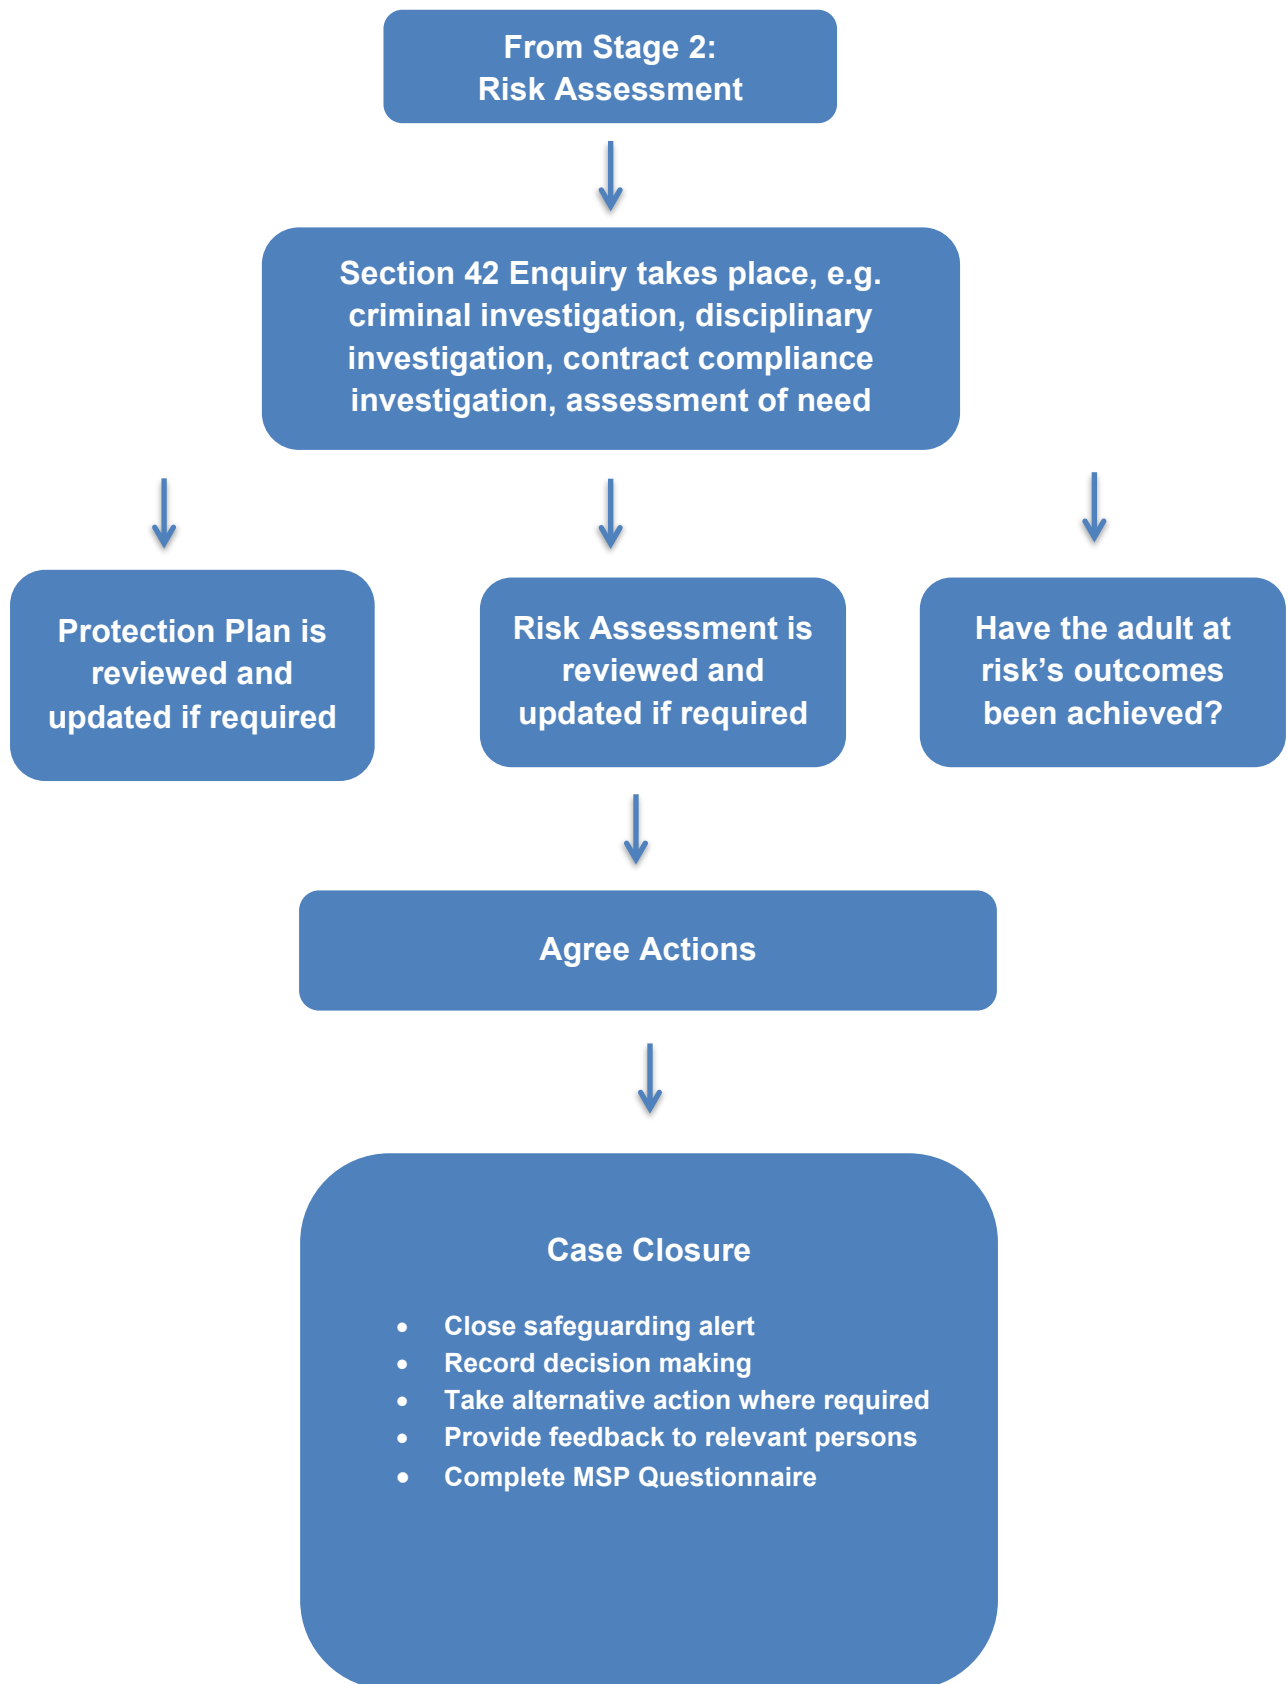 From Stage 2:
Risk Assessment
Section 42 Enquiry takes place, e.g.
criminal investigation, disciplinary
investigation, contract compliance
investigation, assessment of need
Protection Plan is
reviewed and
updated if required
Risk Assessment is
reviewed and
updated if required
Have the adult at
risk’s outcomes
been achieved?
Agree Actions
Case Closure
• Close safeguarding alert
• Record decision making
• Take alternative action where required
• Provide feedback to relevant persons
• Complete MSP Questionnaire